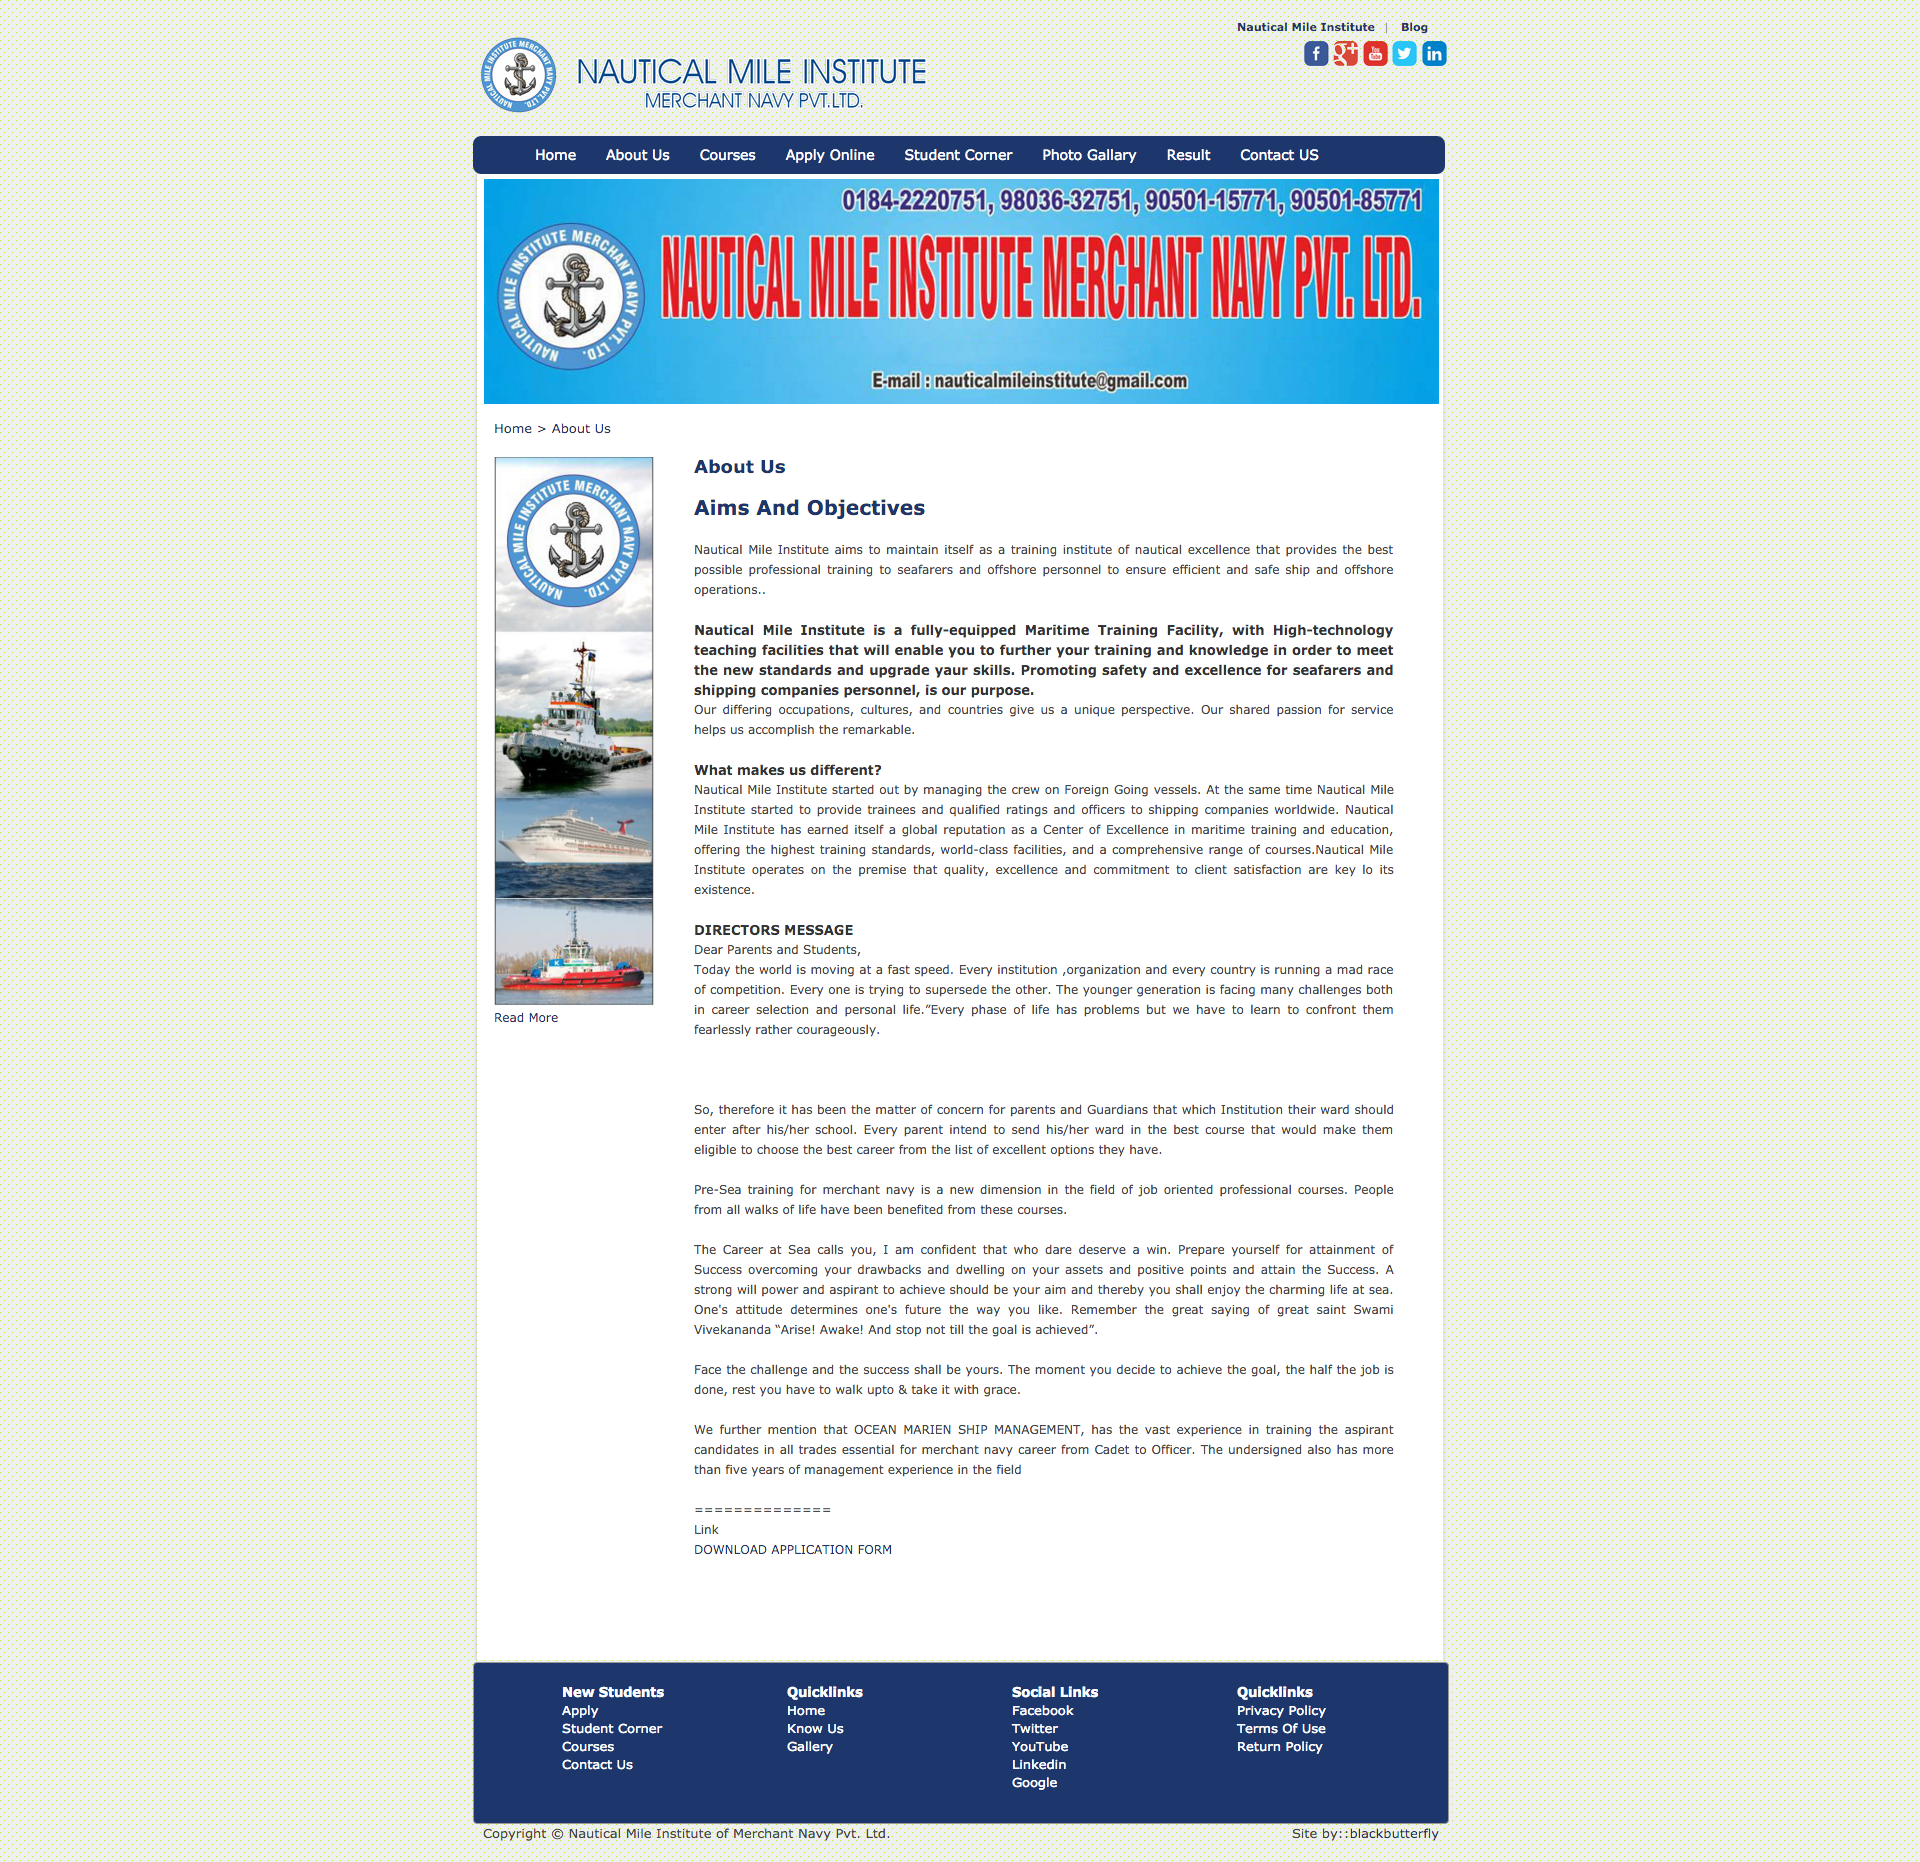 Nautical Mile Institute | Blog
NAUTICAL MILE INSTITUTE MERCHANT NAVY PVT. LTD.
NAUTICAL MILE INSTITUTE
MERCHANT NAVY PVT.LTD.
Home About Us Courses Apply Online Student Corner Photo Gallary Result Contact US
0184-2220751, 98036-32751, 90501-15771, 90501-85771
NAUTICAL MILE INSTITUTE MERCHANT NAVY PVT. LTD.
NAUTICAL MILE INSTITUTE MERCHANT NAVY PVT. LTD.
E-mail : nauticalmileinstitute@gmail.com
Home > About Us
NAUTICAL MILE INSTITUTE MERCHANT NAVY PVT. LTD.
Read More
About Us
Aims And Objectives
Nautical Mile Institute aims to maintain itself as a training institute of nautical excellence that provides the best
possible professional training to seafarers and offshore personnel to ensure efficient and safe ship and offshore
operations..
Nautical Mile Institute is a fully-equipped Maritime Training Facility, with High-technology
teaching facilities that will enable you to further your training and knowledge in order to meet
the new standards and upgrade yaur skills. Promoting safety and excellence for seafarers and
shipping companies personnel, is our purpose.
Our differing occupations, cultures, and countries give us a unique perspective. Our shared passion for service
helps us accomplish the remarkable.
What makes us different?
Nautical Mile Institute started out by managing the crew on Foreign Going vessels. At the same time Nautical Mile
Institute started to provide trainees and qualified ratings and officers to shipping companies worldwide. Nautical
Mile Institute has earned itself a global reputation as a Center of Excellence in maritime training and education,
offering the highest training standards, world-class facilities, and a comprehensive range of courses.Nautical Mile
Institute operates on the premise that quality, excellence and commitment to client satisfaction are key lo its
existence.
DIRECTORS MESSAGE
Dear Parents and Students,
Today the world is moving at a fast speed. Every institution ,organization and every country is running a mad race
of competition. Every one is trying to supersede the other. The younger generation is facing many challenges both
in career selection and personal life.”Every phase of life has problems but we have to learn to confront them
fearlessly rather courageously.
So, therefore it has been the matter of concern for parents and Guardians that which Institution their ward should
enter after his/her school. Every parent intend to send his/her ward in the best course that would make them
eligible to choose the best career from the list of excellent options they have.
Pre-Sea training for merchant navy is a new dimension in the field of job oriented professional courses. People
from all walks of life have been benefited from these courses.
The Career at Sea calls you, I am confident that who dare deserve a win. Prepare yourself for attainment of
Success overcoming your drawbacks and dwelling on your assets and positive points and attain the Success. A
strong will power and aspirant to achieve should be your aim and thereby you shall enjoy the charming life at sea.
One's attitude determines one's future the way you like. Remember the great saying of great saint Swami
Vivekananda “Arise! Awake! And stop not till the goal is achieved”.
Face the challenge and the success shall be yours. The moment you decide to achieve the goal, the half the job is
done, rest you have to walk upto & take it with grace.
We further mention that OCEAN MARIEN SHIP MANAGEMENT, has the vast experience in training the aspirant
candidates in all trades essential for merchant navy career from Cadet to Officer. The undersigned also has more
than five years of management experience in the field
==============
Link
DOWNLOAD APPLICATION FORM
New Students
Apply
Student Corner
Courses
Contact Us
Quicklinks
Home
Know Us
Gallery
Social Links
Facebook
Twitter
YouTube
Linkedin
Google
Quicklinks
Privacy Policy
Terms Of Use
Return Policy
Copyright © Nautical Mile Institute of Merchant Navy Pvt. Ltd.
Site by::blackbutterfly